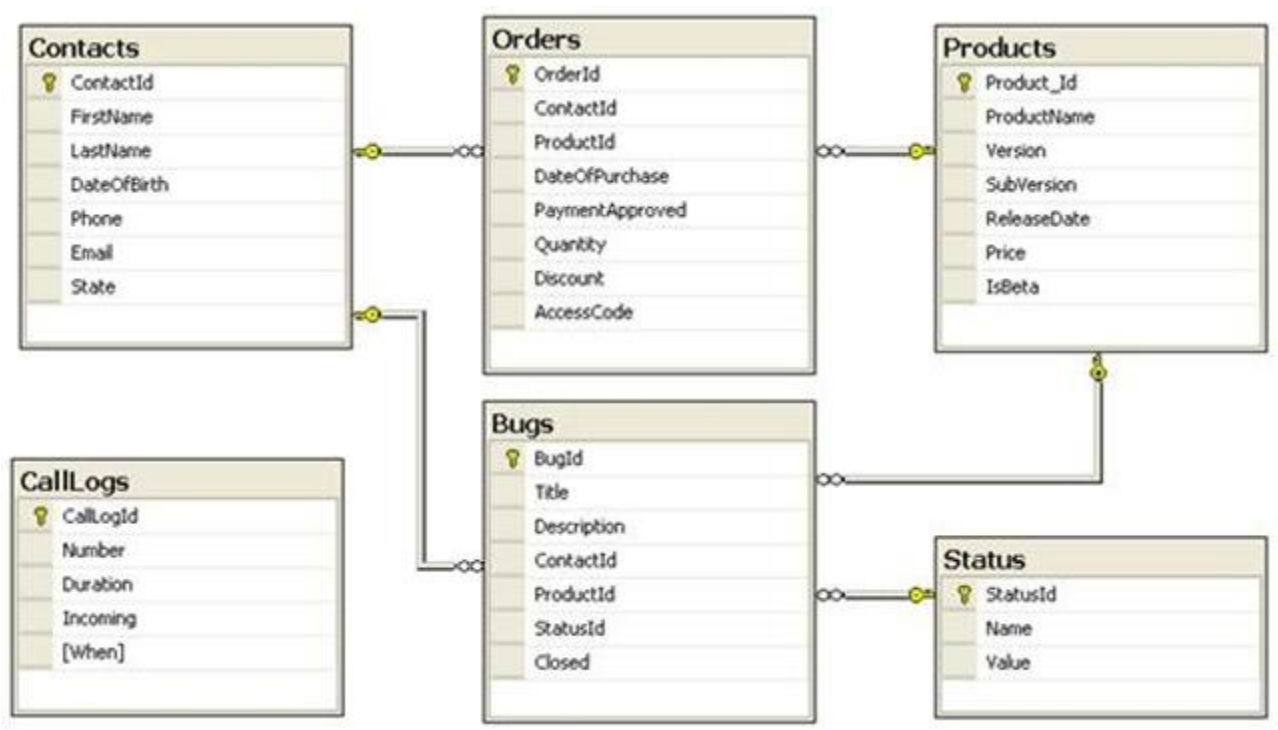 Contacts
ContactId
FirstName
LastName
DateOfBirth
Phone
Email
State
Orders
OrderId
ContactId
ProductId
DateOfPurchase
PaymentApproved
Quantity
Discount
AccessCode
Products
Product_Id
ProductName
Version
SubVersion
ReleaseDate
Price
IsBeta
CallLogs
CallLogId
Number
Duration
Incoming
[When]
Bugs
BugId
Title
Description
ContactId
ProductId
StatusId
Closed
Status
StatusId
Name
Value